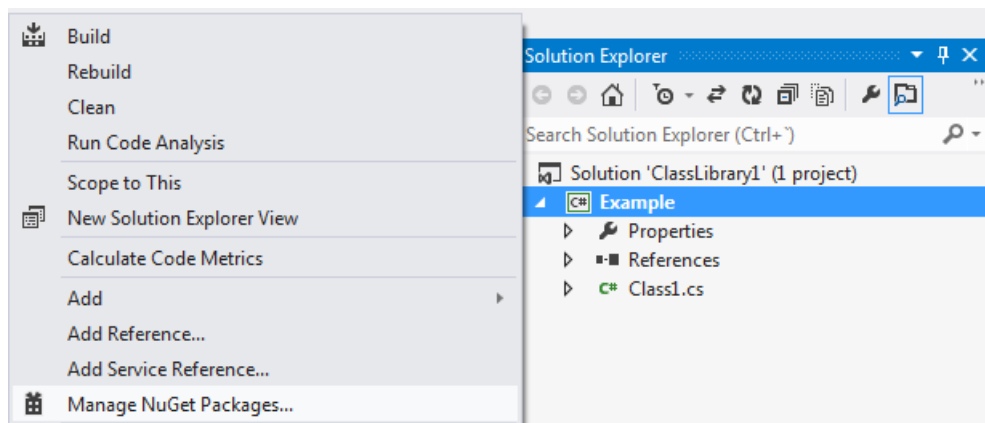 Build
Rebuild
Clean
Run Code Analysis
Scope to This
New Solution Explorer View
Calculate Code Metrics
Add
Add Reference...
Add Service Reference...
Manage NuGet Packages...
Solution Explorer
Search Solution Explorer (Ctrl+`)
Solution 'ClassLibrary1' (1 project)
C# Example
Properties
References
C# Class1.cs